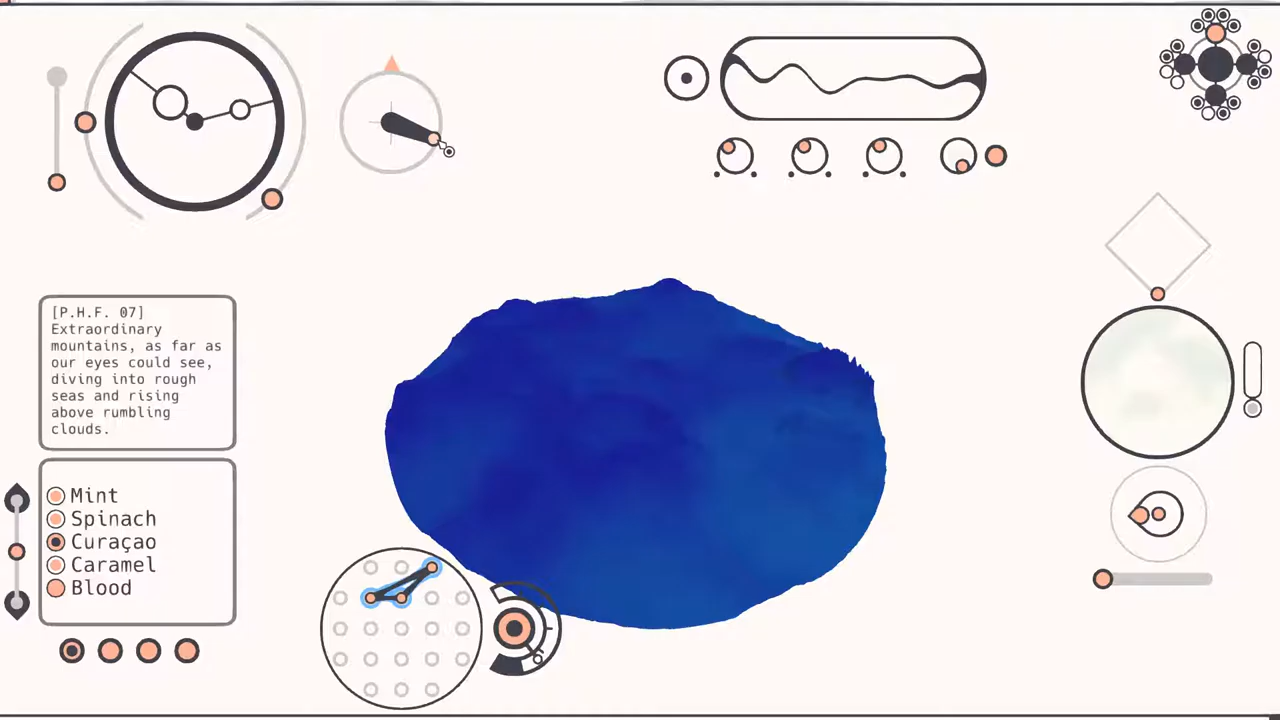 [P.H.F. 07]
Extraordinary
mountains, as far as
our eyes could see,
diving into rough
seas and rising
above rumbling
clouds.
Mint
Spinach
Curaçao
Caramel
Blood